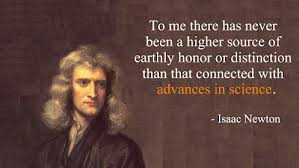 To me there has never
been a higher source of
earthly honor or distinction
than that connected with
advances in science.
- Isaac Newton